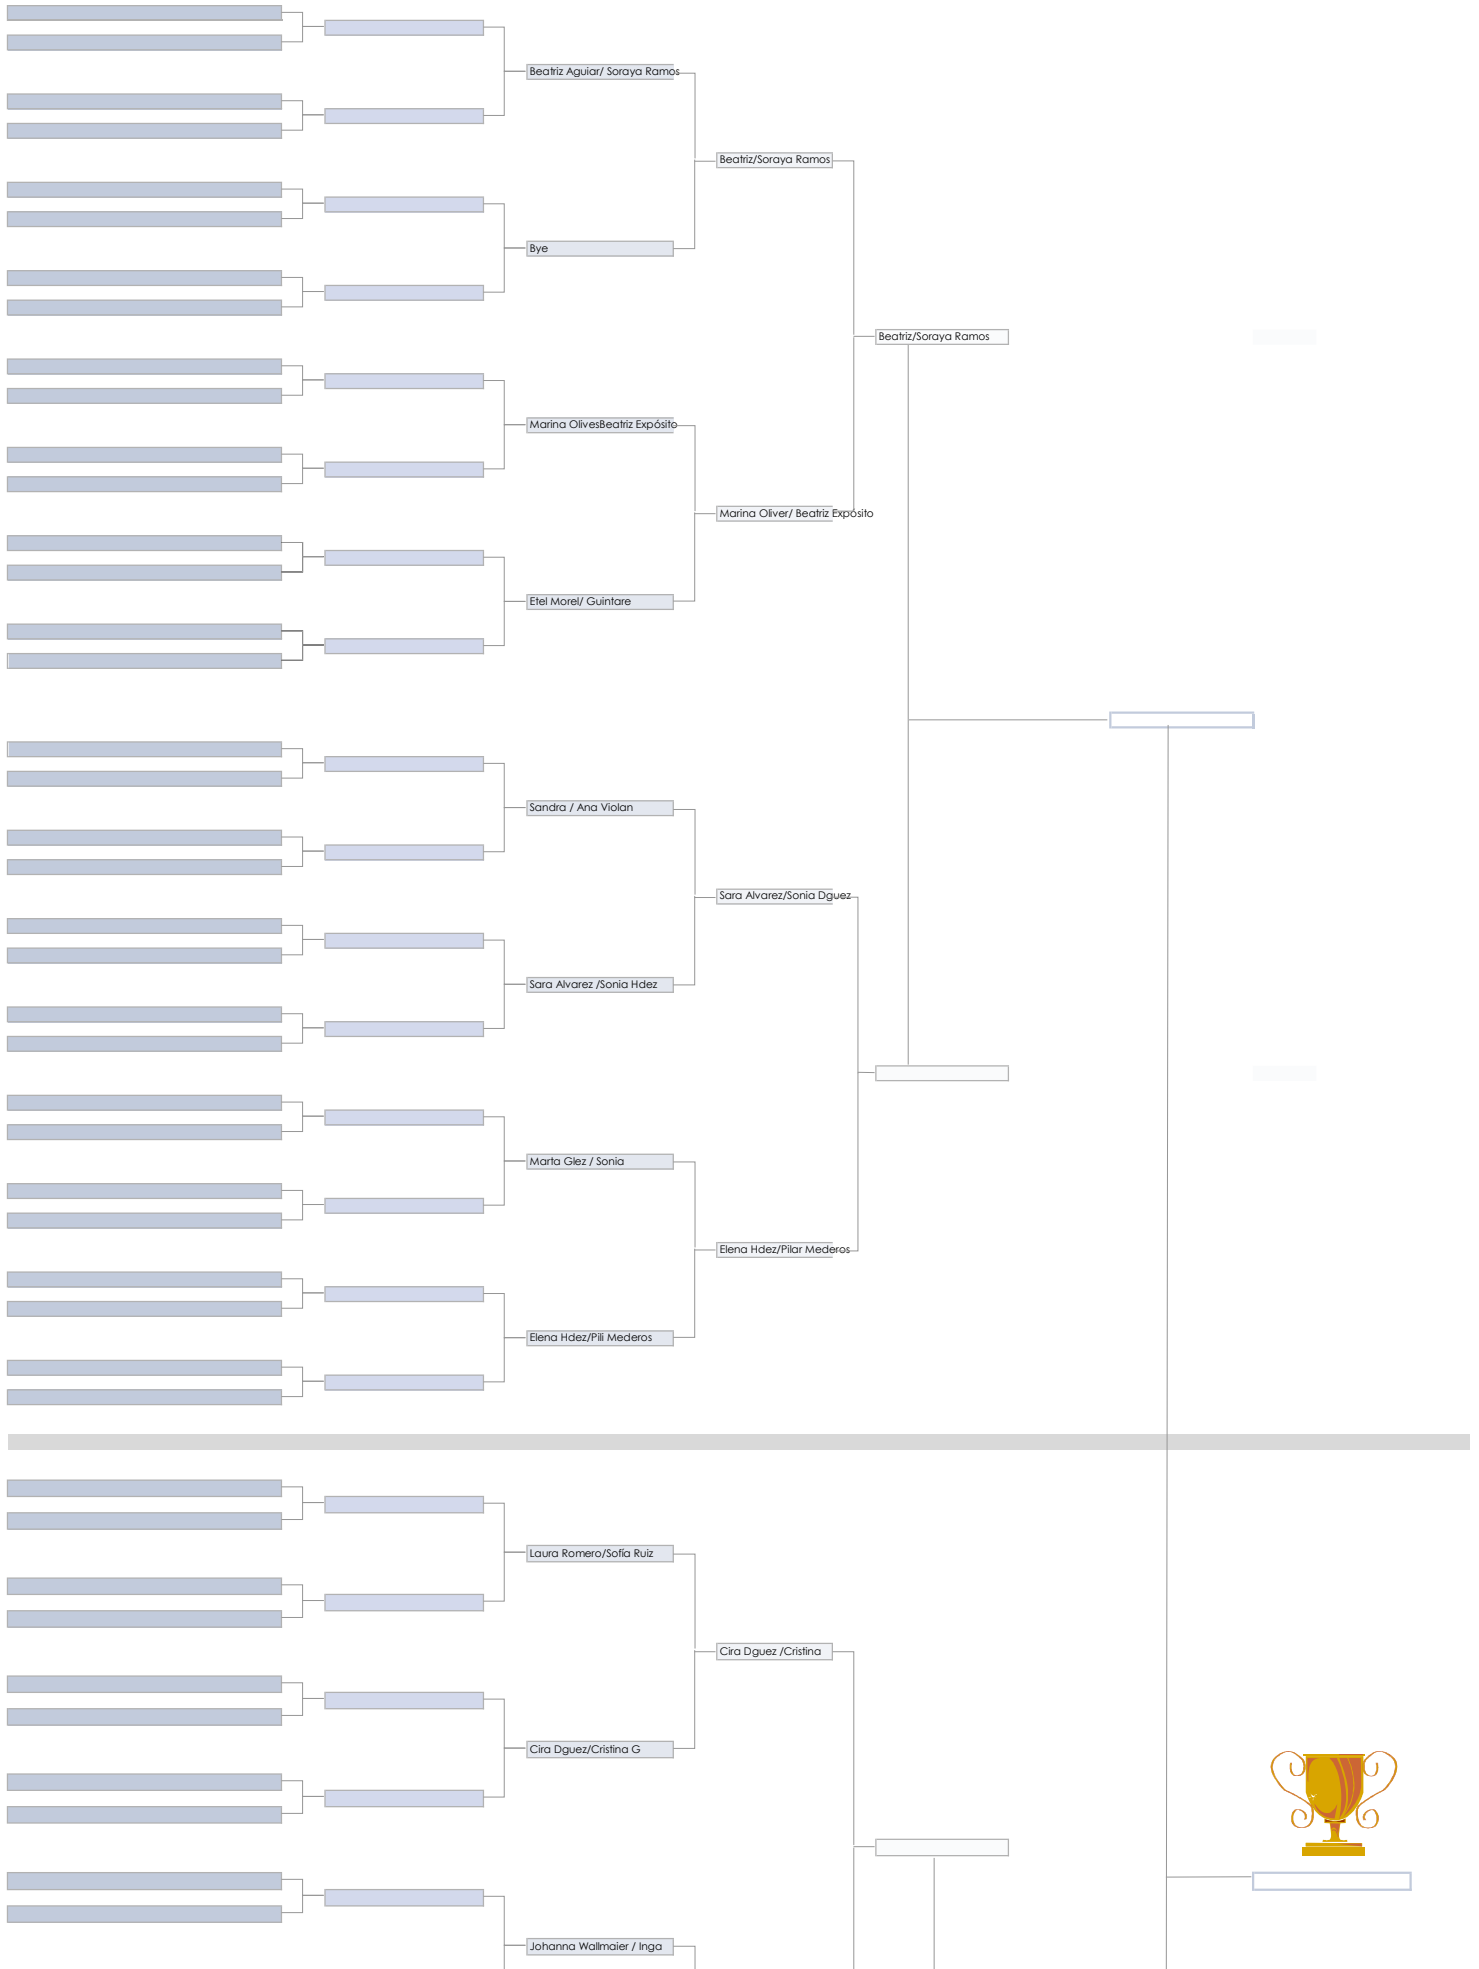 Beatriz Aguiar/ Soraya Ramos
Beatriz/Soraya Ramos
Bye
Beatriz/Soraya Ramos
Marina OlivesBeatriz Expósito
Marina Oliver/ Beatriz Expósito
Etel Morel/ Guintare
Sandra / Ana Violan
Sara Alvarez/Sonia Dguez
Sara Alvarez /Sonia Hdez
Marta Glez / Sonia
Elena Hdez/Pilar Mederos
Elena Hdez/Pili Mederos
Laura Romero/Sofía Ruiz
Cira Dguez /Cristina
Cira Dguez/Cristina G
Johanna Wallmaier / Inga